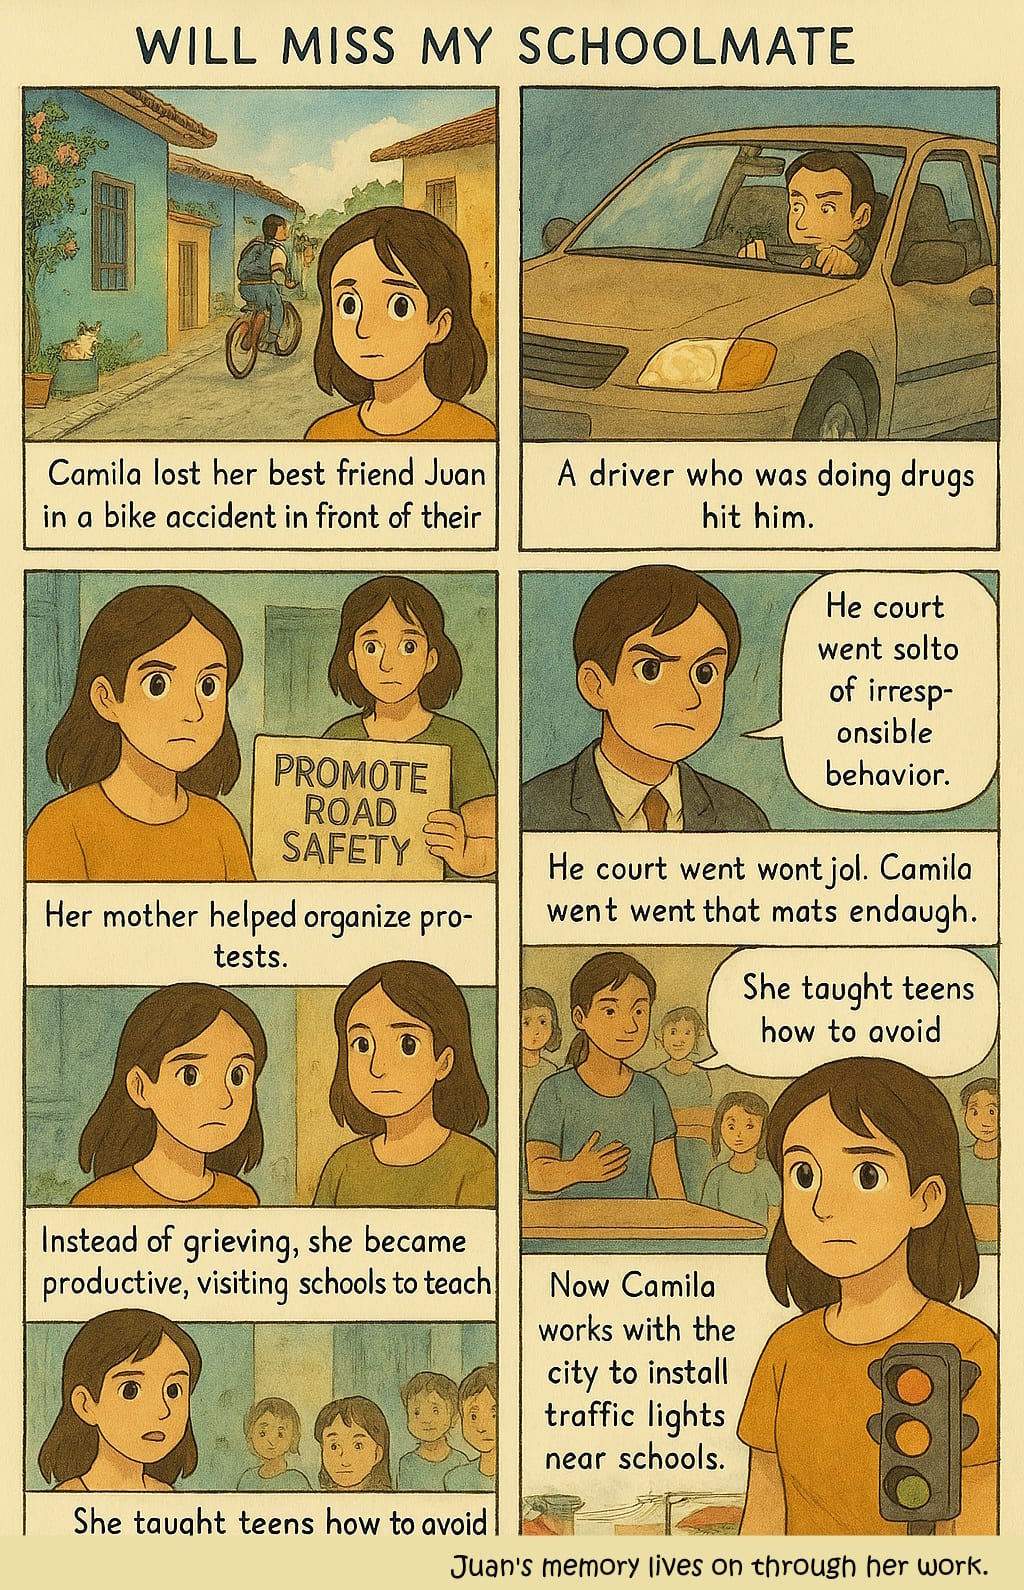 WILL MISS MY SCHOOLMATE
Camila lost her best friend Juan
in a bike accident in front of their
A driver who was doing drugs
hit him.
PROMOTE
ROAD
SAFETY
Her mother helped organize pro-
tests.
He court
went solto
of irresp-
onsible
behavior.
He court went wont jol. Camila
went went that mats endaugh.
Instead of grieving, she became
productive, visiting schools to teach
She taught teens
how to avoid
She taught teens how to avoid
Now Camila
works with the
city to install
traffic lights
near schools.
Juan's memory lives on through her work.